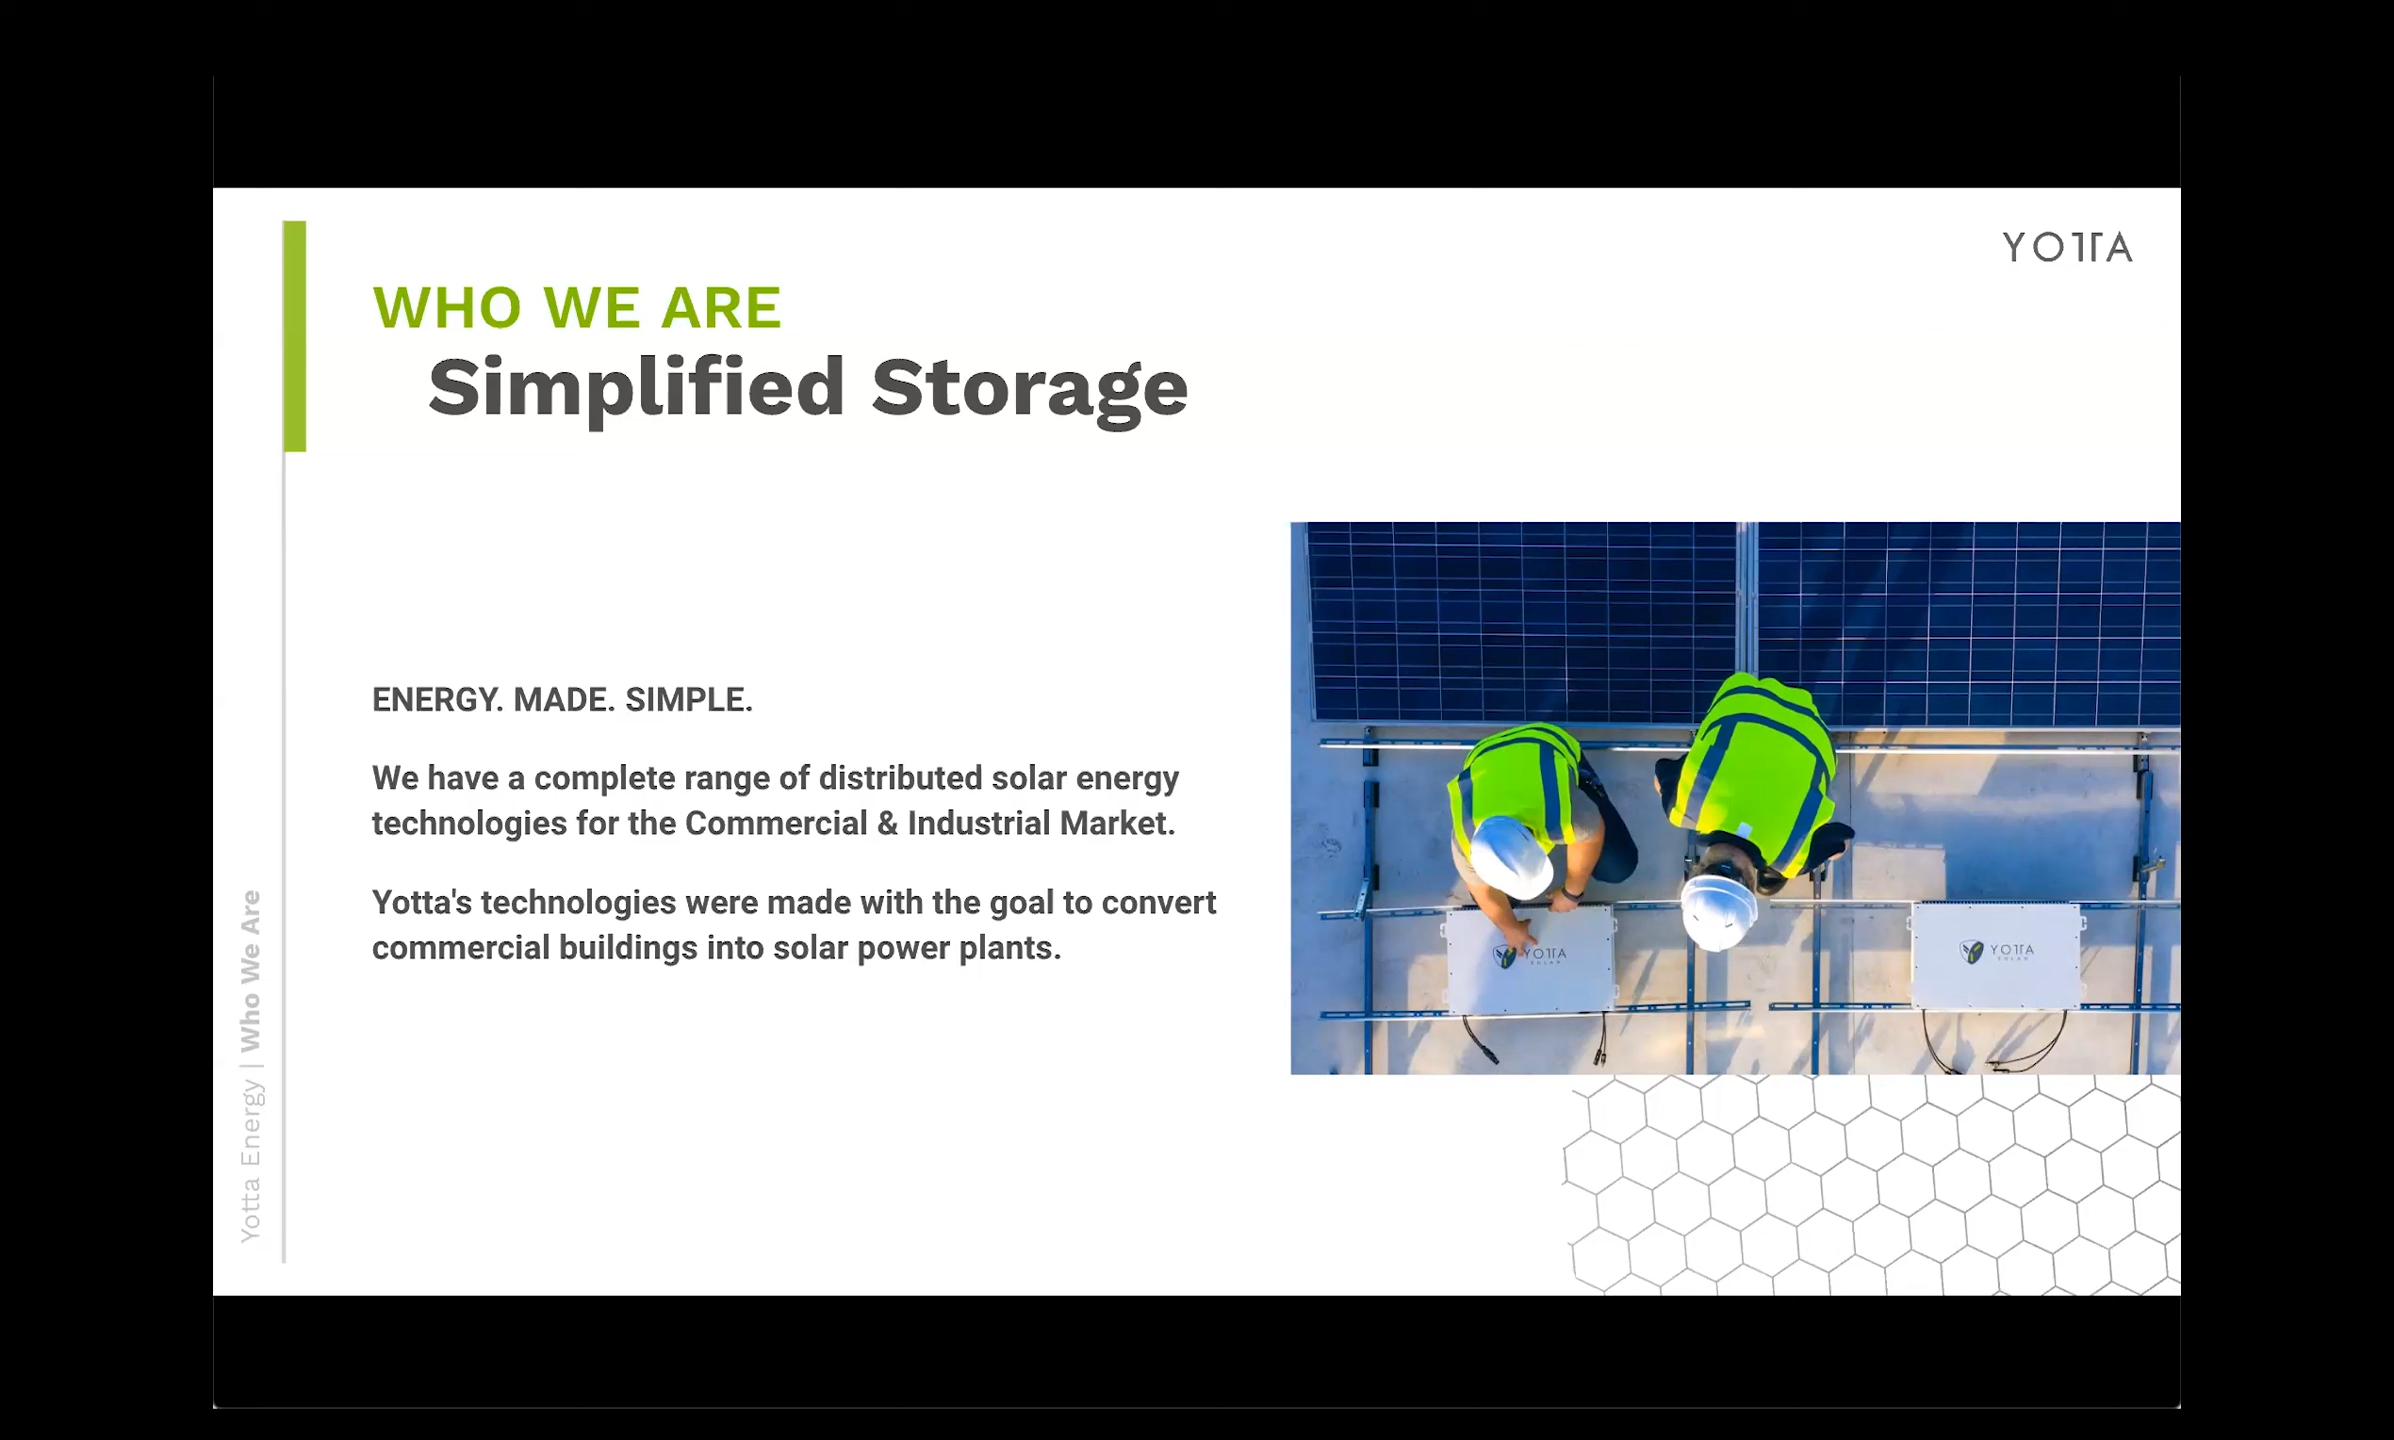 YOTTA
WHO WE ARE
Simplified Storage
ENERGY. MADE. SIMPLE.
We have a complete range of distributed solar energy
technologies for the Commercial & Industrial Market.
Yotta's technologies were made with the goal to convert
commercial buildings into solar power plants.
YOTTA
SOLAR
YOTTA
SOLAR
Yotta Energy | Who We Are